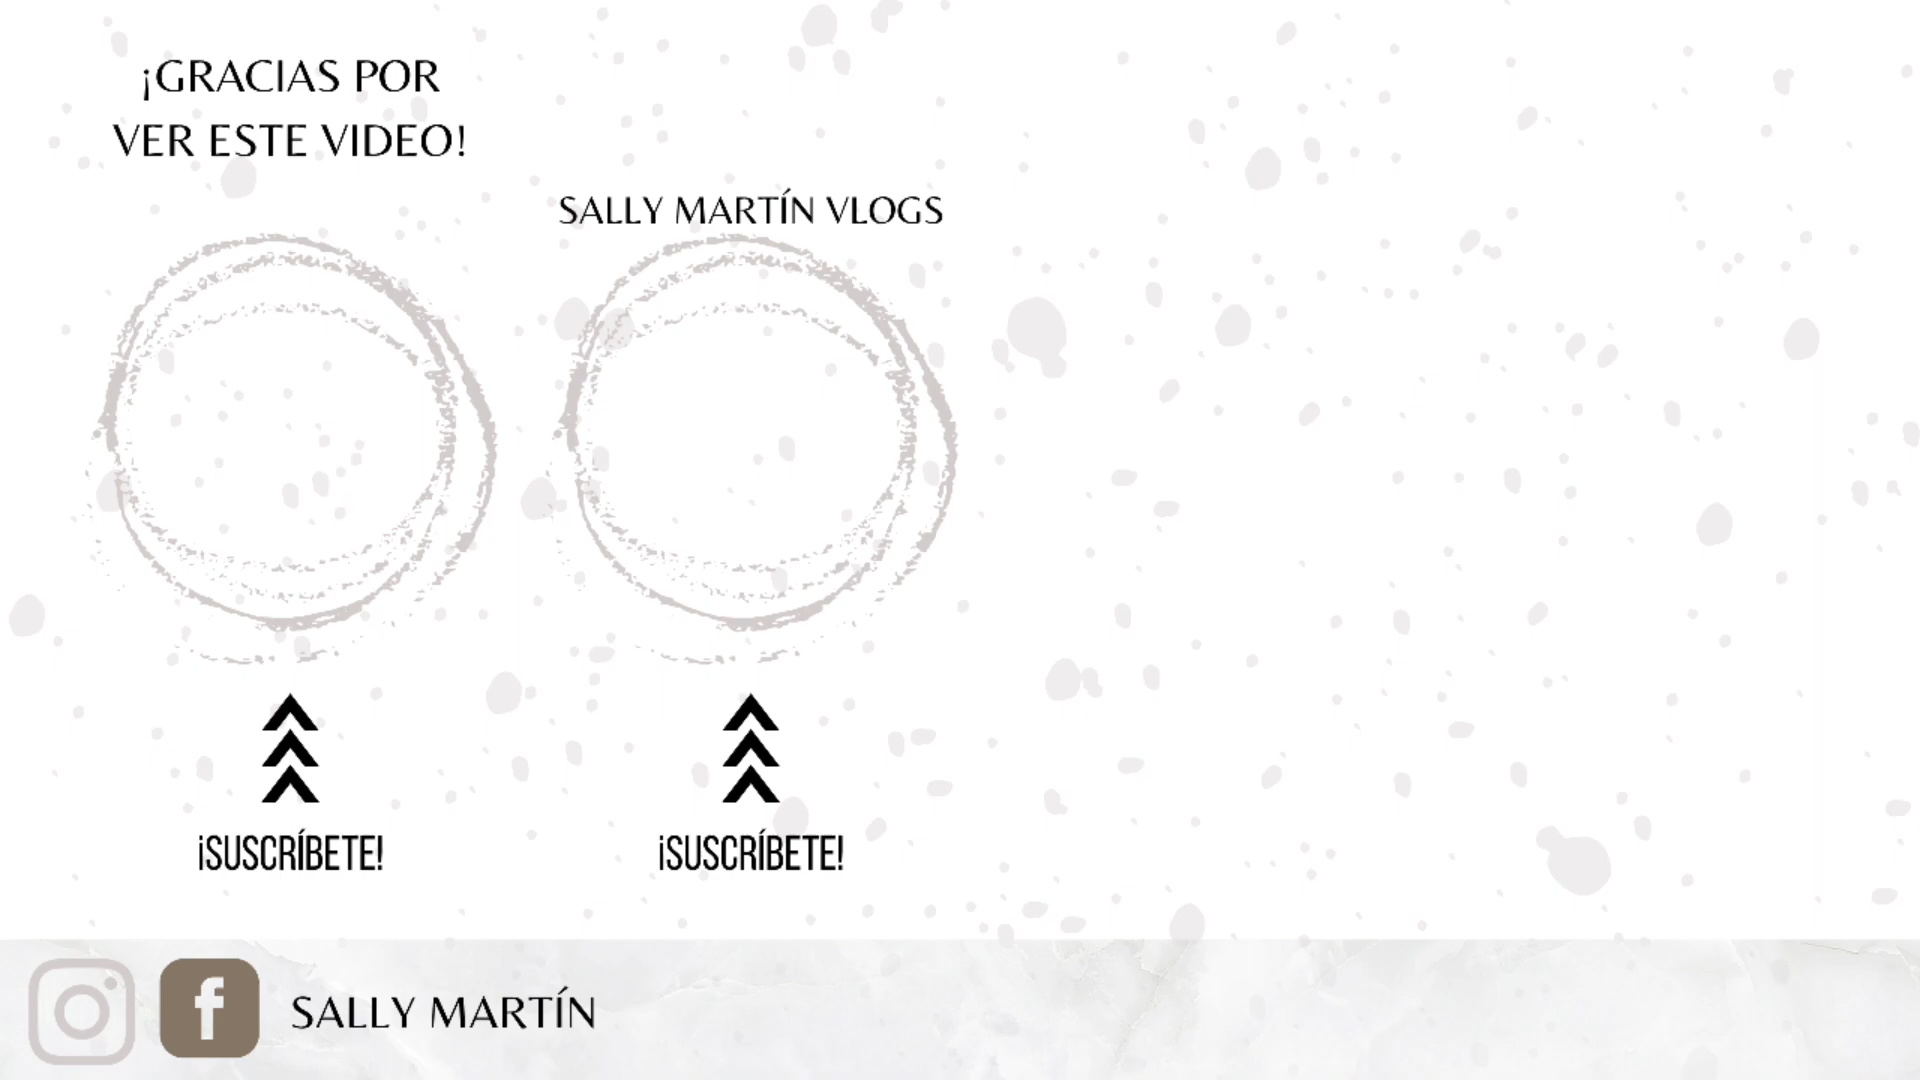 ¡GRACIAS POR
VER ESTE VIDEO!
SALLY MARTÍN VLOGS
¡SUSCRÍBETE!
¡SUSCRÍBETE!
SALLY MARTÍN